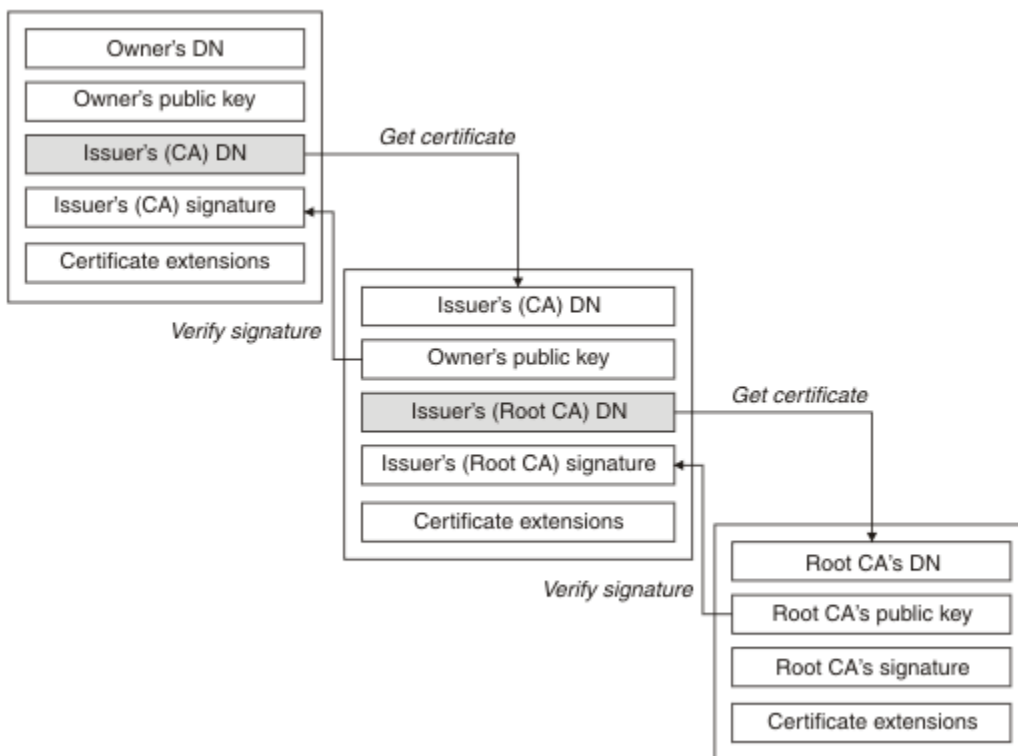 Owner's DN
Owner's public key
Issuer's (CA) DN
Get certificate
Issuer's (CA) signature
Certificate extensions
Verify signature
Issuer's (CA) DN
Owner's public key
Issuer's (Root CA) DN
Get certificate
Issuer's (Root CA) signature
Certificate extensions
Verify signature
Root CA's DN
Root CA's public key
Root CA's signature
Certificate extensions